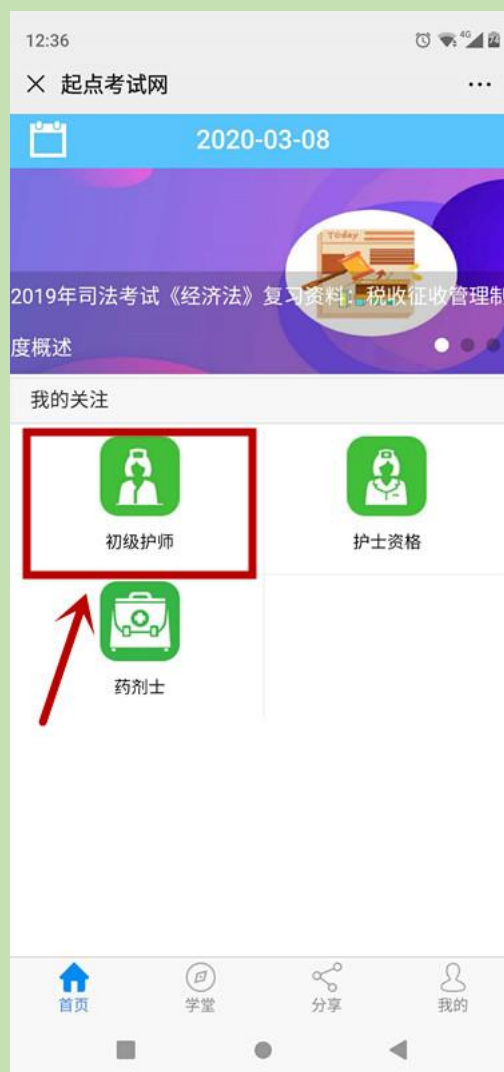 12:36
4G
24
起点考试网
2020-03-08
Today
2019年司法考试《经济法》复习资料：税收征收管理制
度概述
我的关注
初级护师
护士资格
药剂士
首页
学堂
分享
我的